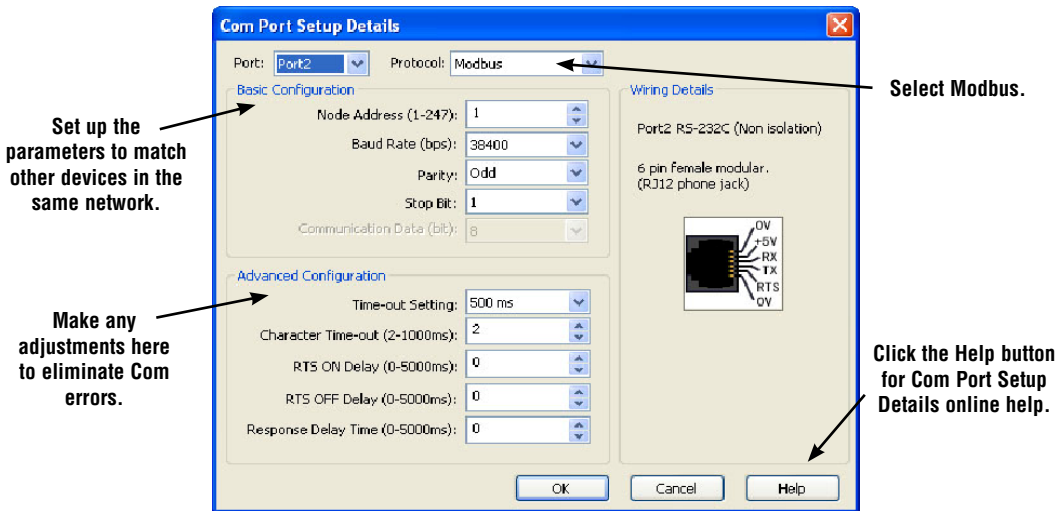 Com Port Setup Details
Port: Port2 Protocol: Modbus
Select Modbus.
Set up the
parameters to match
other devices in the
same network.
Basic Configuration
Node Address (1-247): 1
Baud Rate (bps): 38400
Parity: Odd
Stop Bit: 1
Communication Data (bit): 8
Wiring Details
Port2 RS-232C (Non isolation)
6 pin female modular.
(RJ12 phone jack)
0V
+5V
RX
TX
RTS
0V
Make any
adjustments here
to eliminate Com
errors.
Advanced Configuration
Time-out Setting: 500 ms
Character Time-out (2-1000ms): 2
RTS ON Delay (0-5000ms): 0
RTS OFF Delay (0-5000ms): 0
Response Delay Time (0-5000ms): 0
Click the Help button
for Com Port Setup
Details online help.
OK Cancel Help